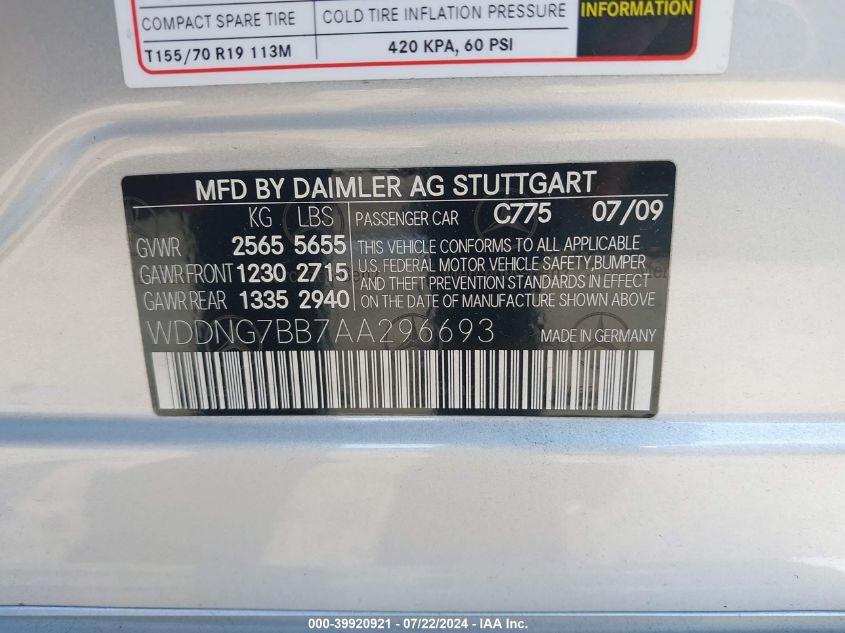 COMPACT SPARE TIRE COLD TIRE INFLATION PRESSURE INFORMATION
T155/70 R19 113M 420 KPA, 60 PSI
MFD BY DAIMLER AG STUTTGART
KG LBS PASSENGER CAR C775 07/09
GVWR 2565 5655 THIS VEHICLE CONFORMS TO ALL APPLICABLE
GAWR FRONT 1230 2715 U.S. FEDERAL MOTOR VEHICLE SAFETY,BUMPER
AND THEFT PREVENTION STANDARDS IN EFFECT
GAWR REAR 1335 2940 ON THE DATE OF MANUFACTURE SHOWN ABOVE
WDDNG7BB7AA296693 MADE IN GERMANY
000-39920921 - 07/22/2024 - IAA Inc.